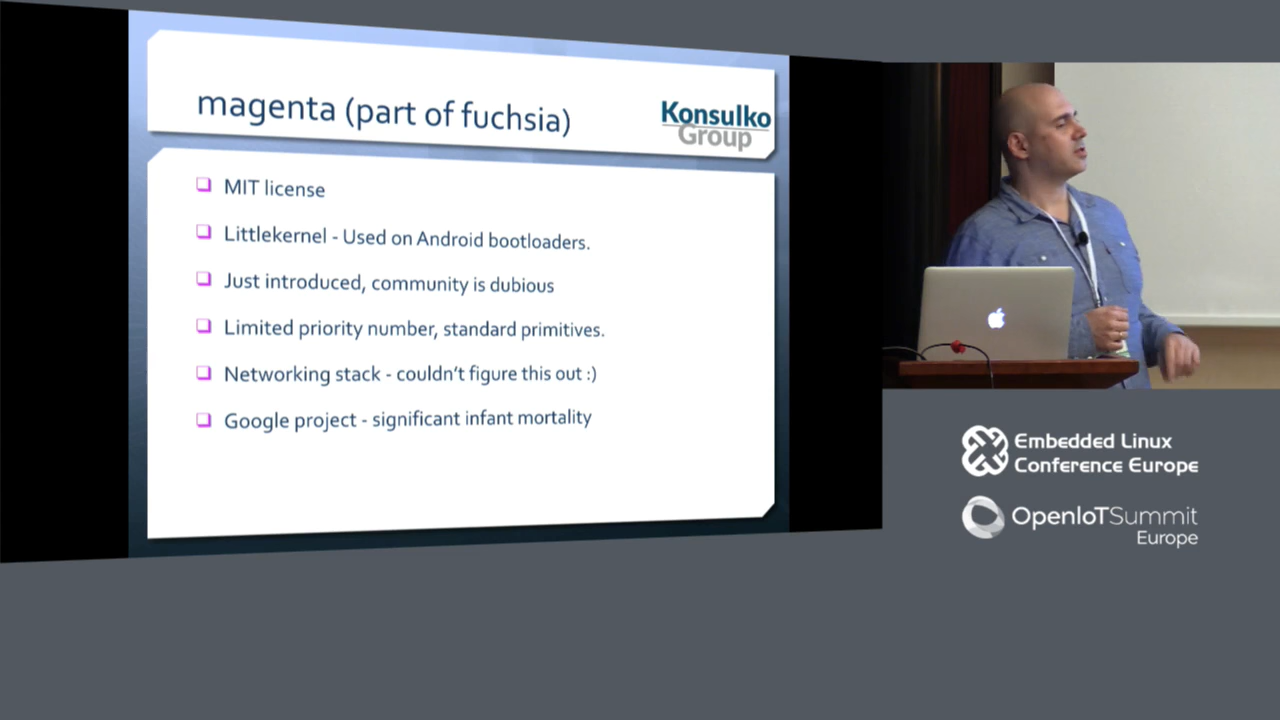 magenta (part of fuchsia)
Konsulko
Group
MIT license
Littlekernel - Used on Android bootloaders.
Just introduced, community is dubious
Limited priority number, standard primitives.
Networking stack - couldn't figure this out :)
Google project - significant infant mortality
Embedded Linux
Conference Europe
OpenIoTSummit
Europe